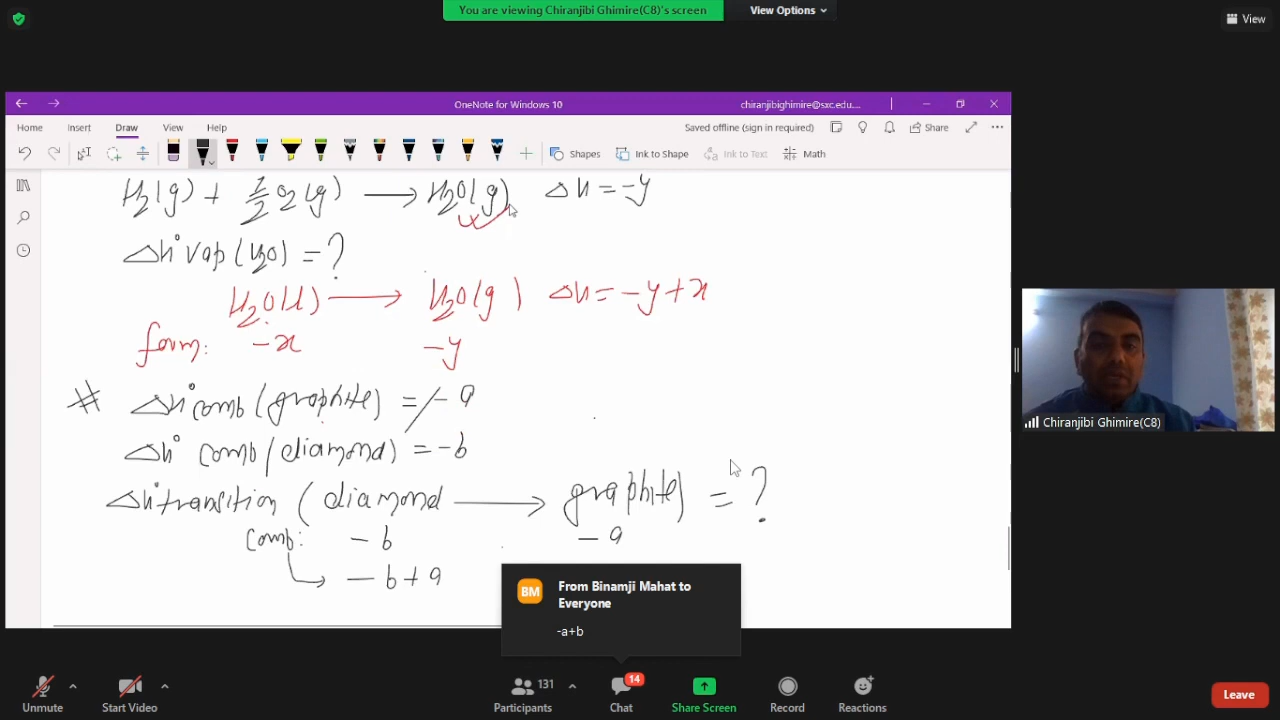 You are viewing Chiranjibi Ghimire(C8)'s screen
View Options
View
OneNote for Windows 10
chiranjibighimire@sxc.edu....
Home Insert Draw View Help
Saved offline (sign in required)
Share
Shapes
Ink to Shape
Ink to Text
Math
H2(g) + 1/2 O2(g) → H2O(g) ΔH = -y
ΔH° vap (H2O) = ?
H2O(l) → H2O(g) ΔH = -y + x
form: -x -y
ΔH° comb (graphite) = - a
ΔH° comb (diamond) = -b
ΔH° transition (diamond → graphite) = ?
Comb: - b - a
→ - b + a
Chiranjibi Ghimire(C8)
BM
From Binamji Mahat to
Everyone
-a+b
Unmute
Start Video
131
Participants
14
Chat
Share Screen
Record
Reactions
Leave